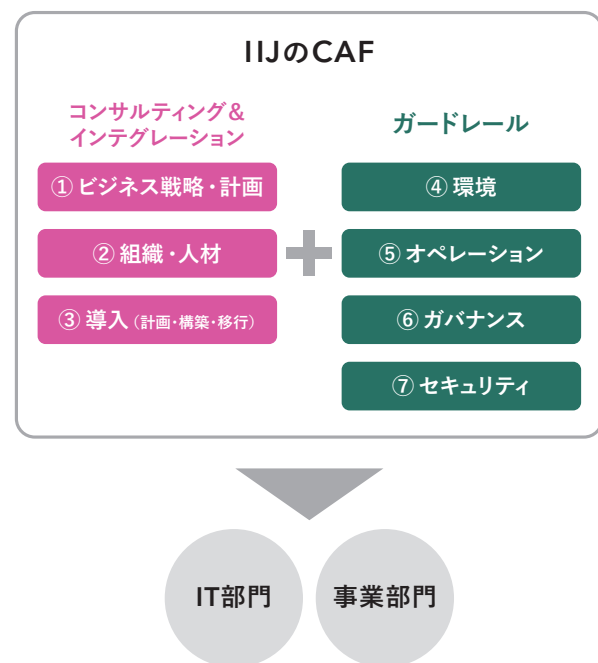 IIJのCAF
コンサルティング&
インテグレーション
① ビジネス戦略・計画
② 組織・人材
③ 導入（計画・構築・移行）
ガードレール
④ 環境
⑤ オペレーション
⑥ ガバナンス
⑦ セキュリティ
IT部門
事業部門